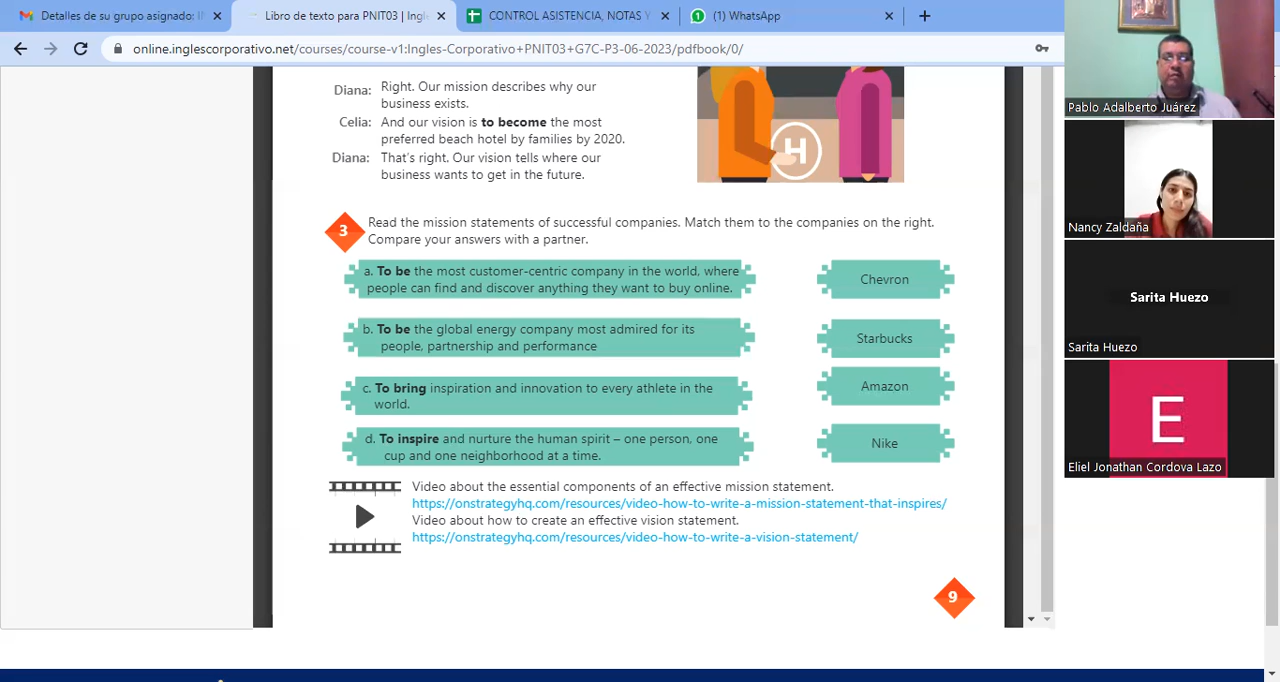 Detalles de su grupo asignado: I
Libro de texto para PNIT03 | Ingl
CONTROL ASISTENCIA, NOTAS Y
(1) WhatsApp
online.inglescorporativo.net/courses/course-v1:Ingles-Corporativo+PNIT03+G7C-P3-06-2023/pdfbook/0/
Diana: Right. Our mission describes why our
business exists.
Celia: And our vision is to become the most
preferred beach hotel by families by 2020.
Diana: That's right. Our vision tells where our
business wants to get in the future.
H
3
Read the mission statements of successful companies. Match them to the companies on the right.
Compare your answers with a partner.
a. To be the most customer-centric company in the world, where
people can find and discover anything they want to buy online.
Chevron
b. To be the global energy company most admired for its
people, partnership and performance
Starbucks
c. To bring inspiration and innovation to every athlete in the
world.
Amazon
d. To inspire and nurture the human spirit – one person, one
cup and one neighborhood at a time.
Nike
Video about the essential components of an effective mission statement.
https://onstrategyhq.com/resources/video-how-to-write-a-mission-statement-that-inspires/
Video about how to create an effective vision statement.
https://onstrategyhq.com/resources/video-how-to-write-a-vision-statement/
9
Pablo Adalberto Juárez
Nancy Zaldaña
Sarita Huezo
Sarita Huezo
E
Eliel Jonathan Cordova Lazo